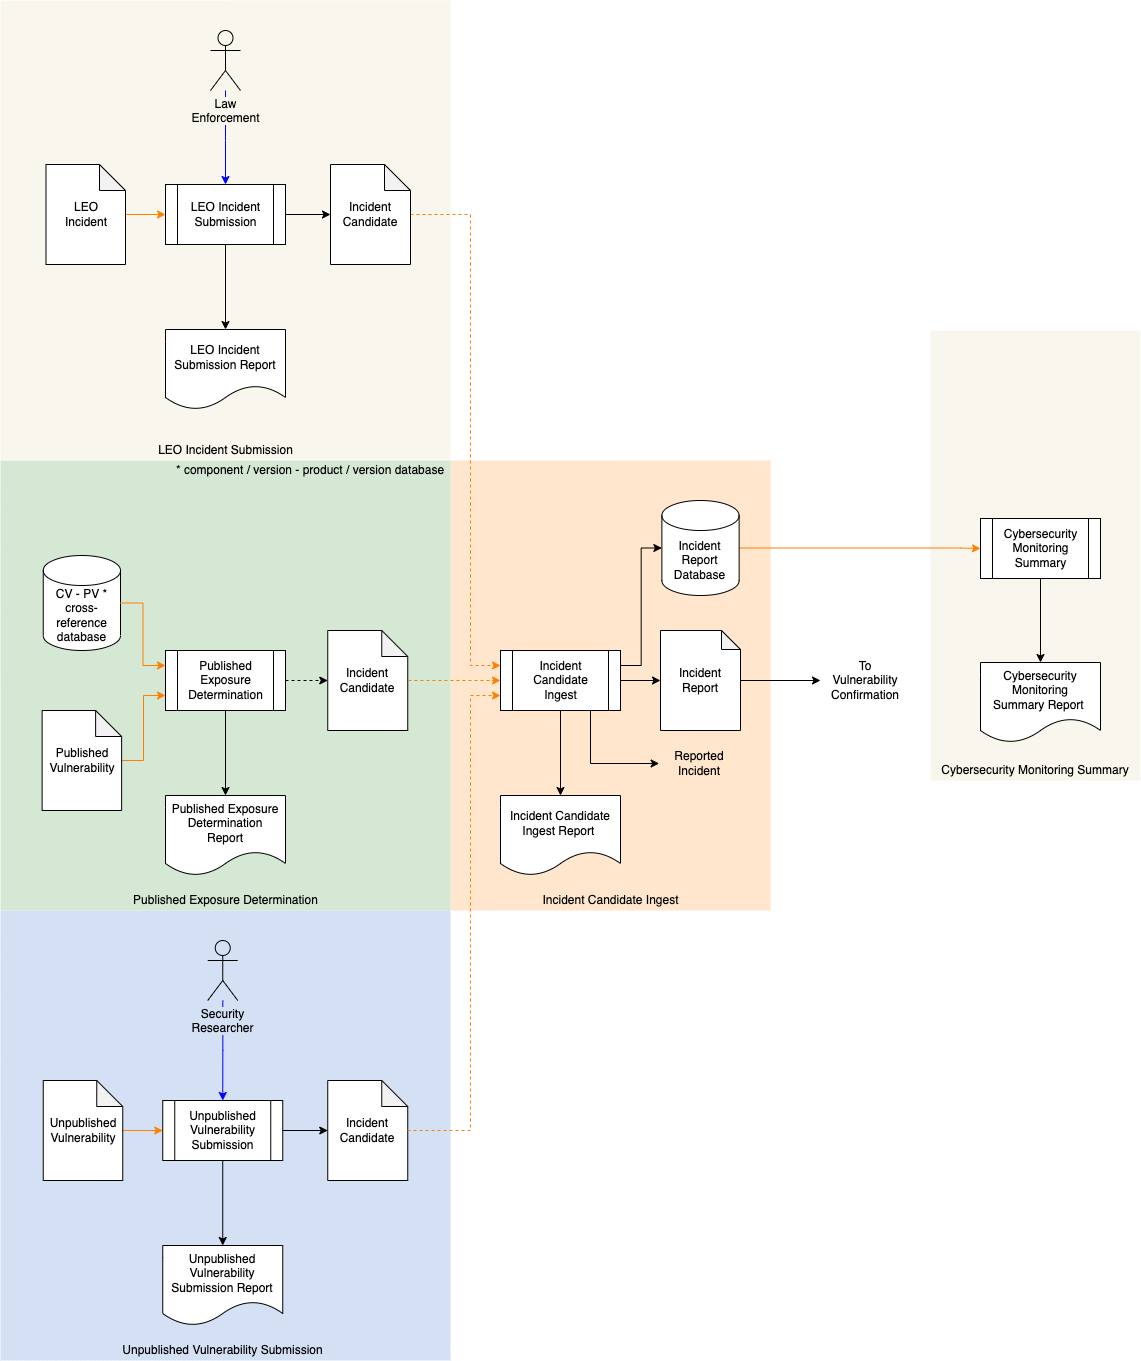 Law
Enforcement
LEO
Incident
LEO Incident
Submission
Incident
Candidate
LEO Incident
Submission Report
LEO Incident Submission
* component / version - product / version database
CV - PV *
cross-
reference
database
Published
Exposure
Determination
Incident
Candidate
Published
Vulnerability
Published Exposure
Determination
Report
Published Exposure Determination
Incident
Candidate
Ingest
Incident
Report
Database
Incident
Report
To
Vulnerability
Confirmation
Reported
Incident
Incident Candidate
Ingest Report
Incident Candidate Ingest
Cybersecurity
Monitoring
Summary
Cybersecurity
Monitoring
Summary Report
Cybersecurity Monitoring Summary
Security
Researcher
Unpublished
Vulnerability
Unpublished
Vulnerability
Submission
Incident
Candidate
Unpublished
Vulnerability
Submission Report
Unpublished Vulnerability Submission